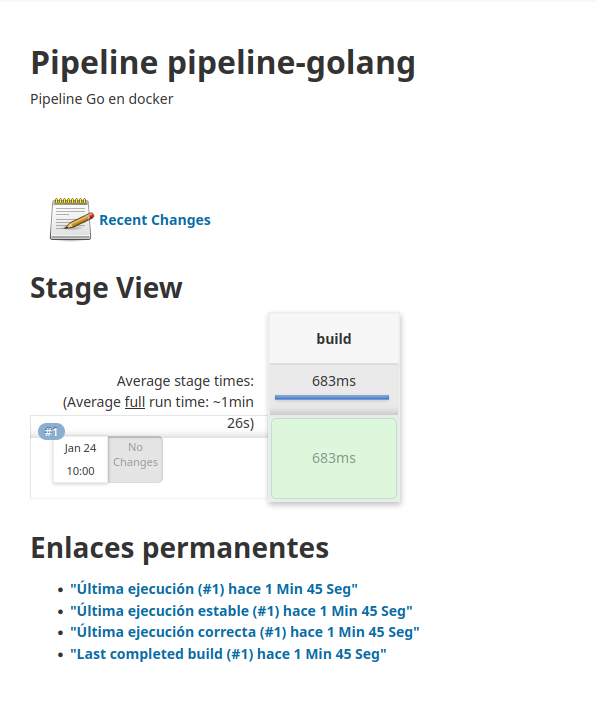 Pipeline pipeline-golang
Pipeline Go en docker
Recent Changes
Stage View
build
Average stage times:
683ms
(Average full run time: ~1min
26s)
#1
Jan 24
10:00
No
Changes
683ms
Enlaces permanentes
"Última ejecución (#1) hace 1 Min 45 Seg"
"Última ejecución estable (#1) hace 1 Min 45 Seg"
"Última ejecución correcta (#1) hace 1 Min 45 Seg"
"Last completed build (#1) hace 1 Min 45 Seg"